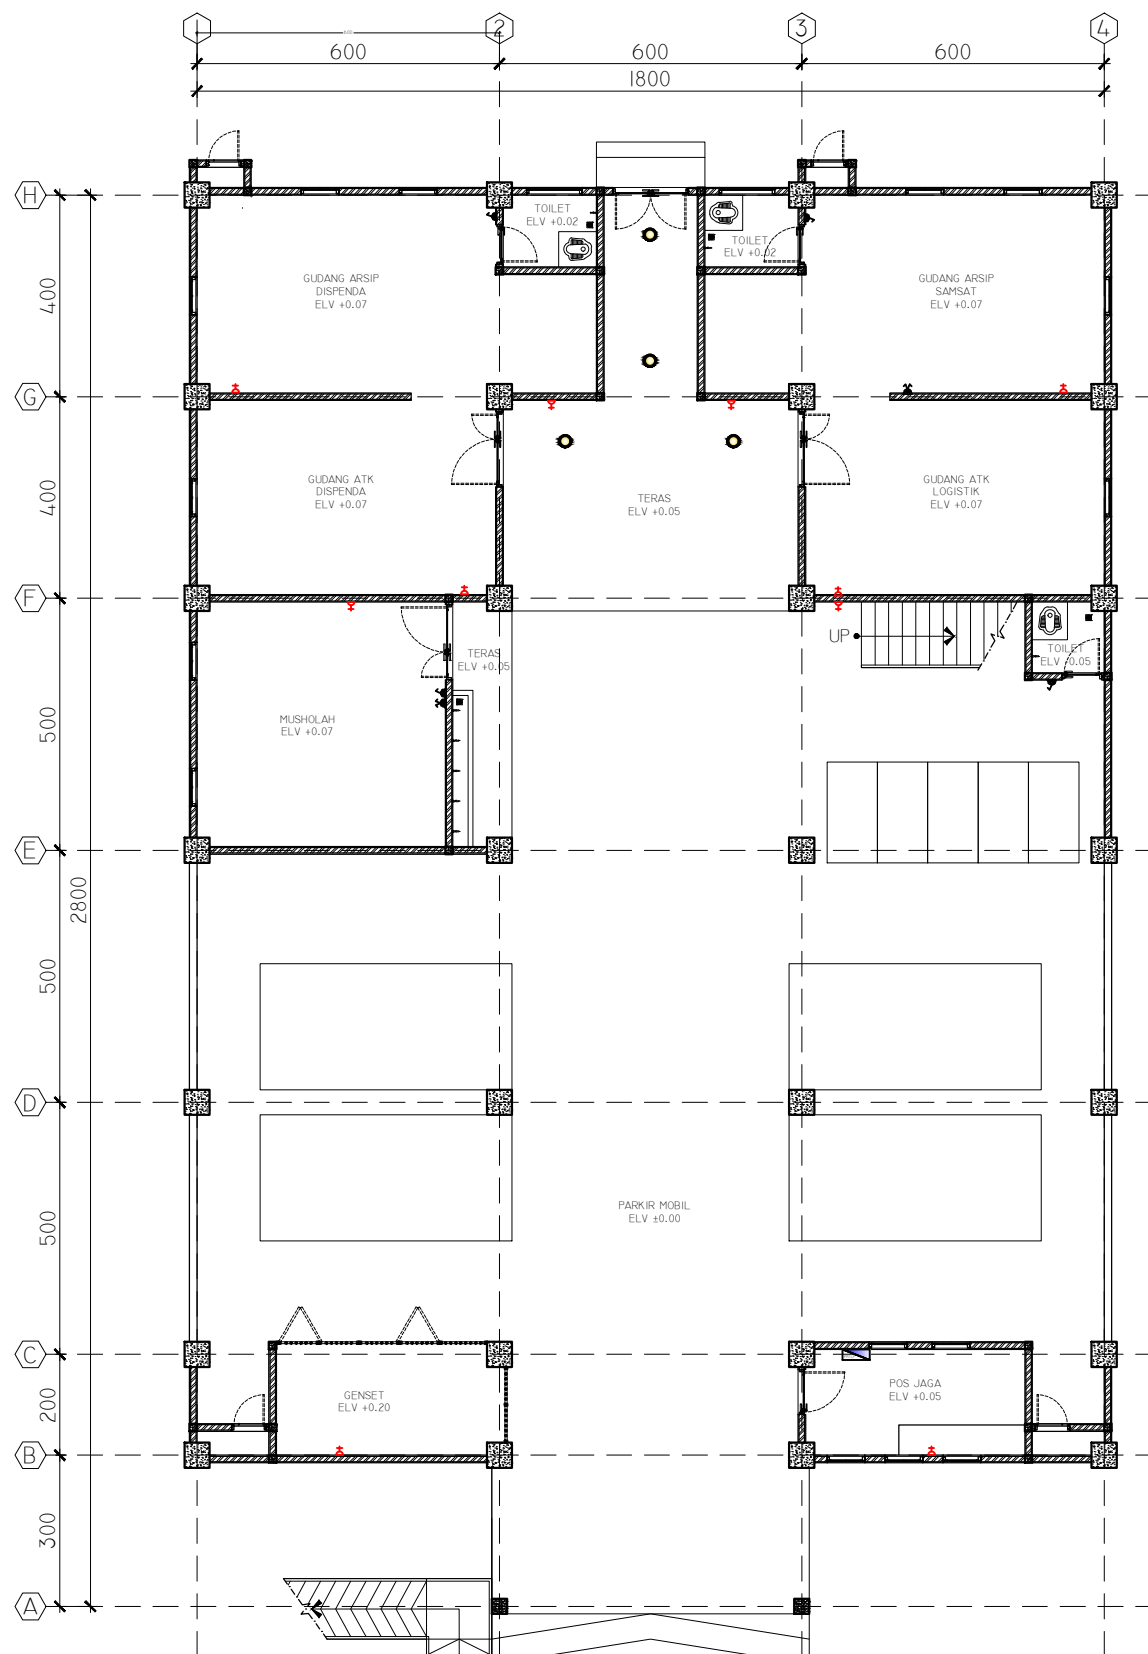 1
2
3
4
600
600
600
1800
H
TOILET
ELV +0.02
TOILET
ELV +0.02
GUDANG ARSIP
DISPENDA
ELV +0.07
GUDANG ARSIP
SAMSAT
ELV +0.07
400
G
GUDANG ATK
DISPENDA
ELV +0.07
TERAS
ELV +0.05
GUDANG ATK
LOGISTIK
ELV +0.07
400
F
UP
TERAS
ELV +0.05
TOILET
ELV -0.05
MUSHOLAH
ELV +0.07
500
E
2800
500
D
PARKIR MOBIL
ELV ±0.00
500
C
GENSET
ELV +0.20
POS JAGA
ELV +0.05
200
B
300
A